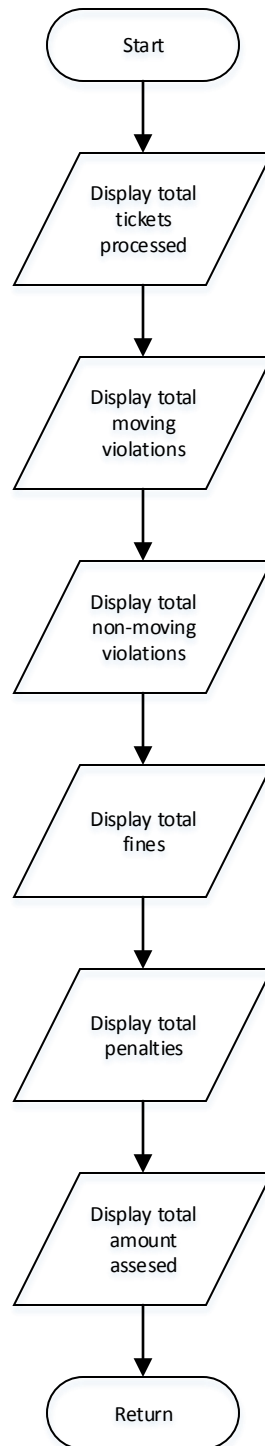 Start
Display total
tickets
processed
Display total
moving
violations
Display total
non-moving
violations
Display total
fines
Display total
penalties
Display total
amount
assesed
Return